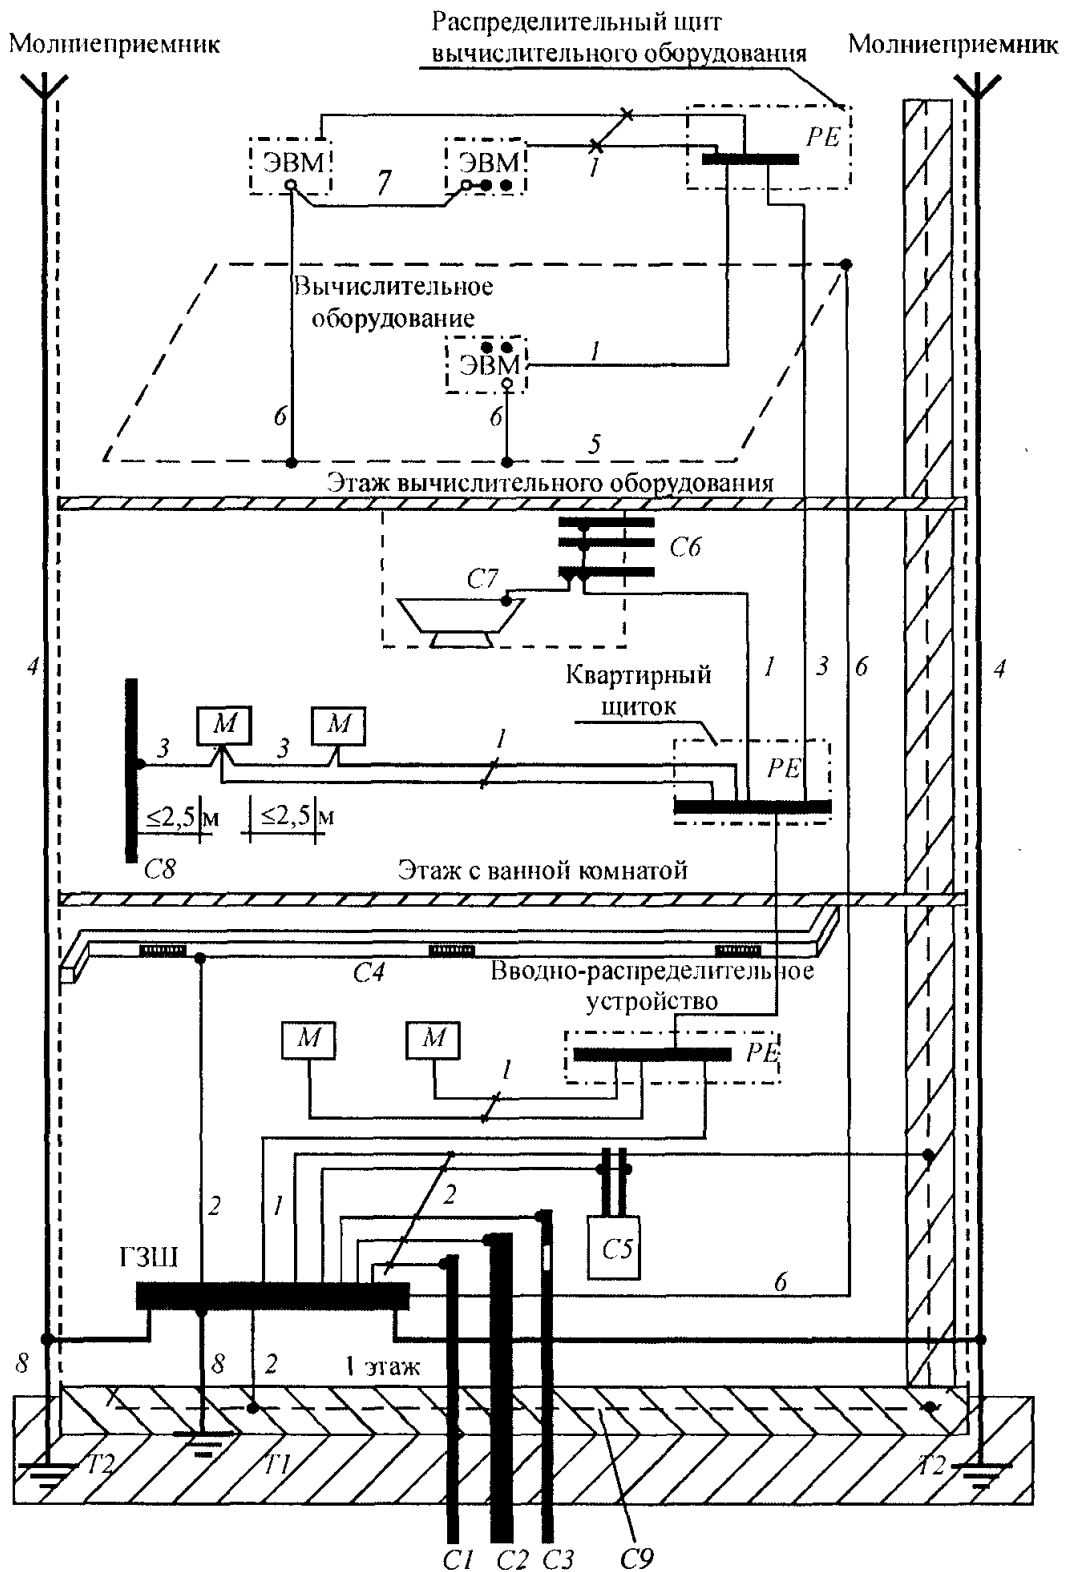 Распределительный щит
вычислительного оборудования
Молниеприемник
Молниеприемник
PE
ЭВМ
ЭВМ
7
1
Вычислительное
оборудование
ЭВМ
1
6
6
5
Этаж вычислительного оборудования
C6
C7
4
1
3
6
4
Квартирный
щиток
M
M
1
3
3
PE
≤2,5 м
≤2,5 м
C8
Этаж с ванной комнатой
C4
Вводно-распределительное
устройство
M
M
PE
1
2
1
2
C5
ГЗШ
6
8
8
2
1 этаж
T2
T1
T2
C1
C2
C3
C9